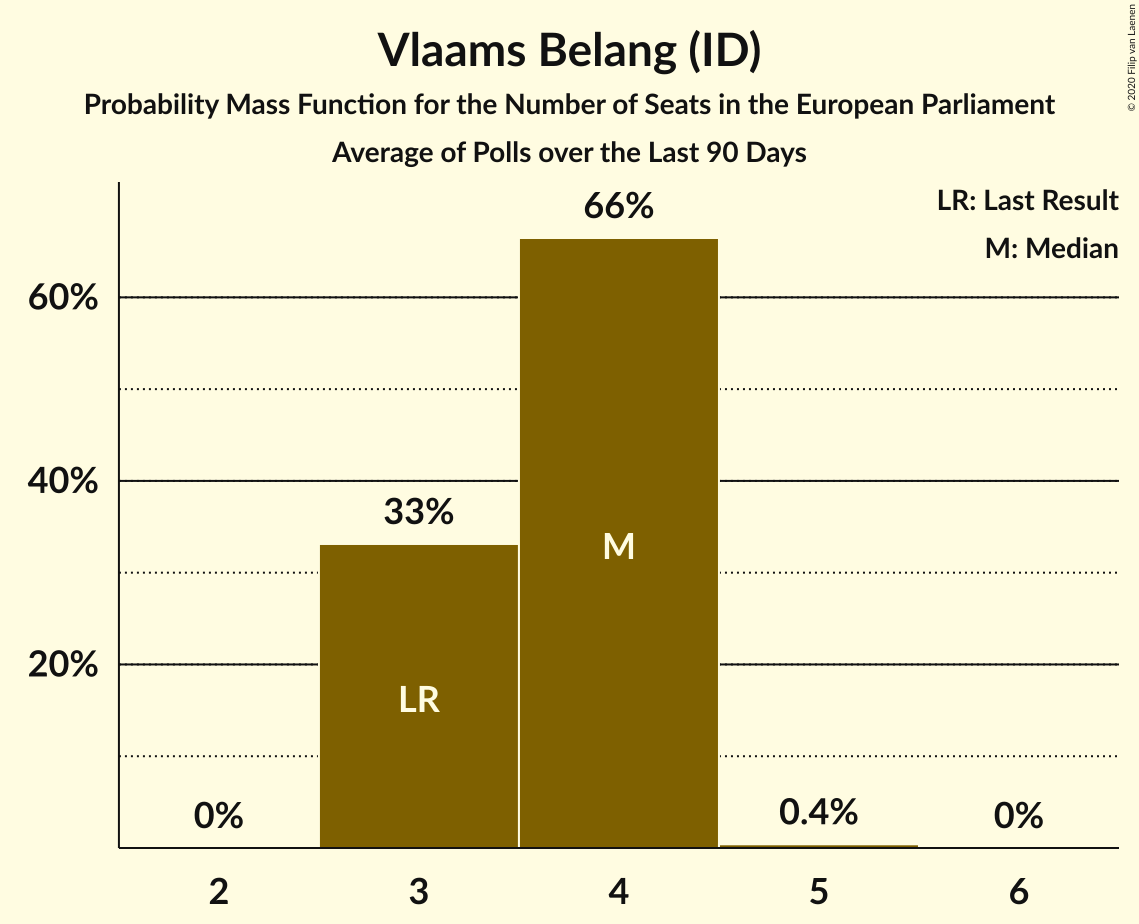 Vlaams Belang (ID)
Probability Mass Function for the Number of Seats in the European Parliament
Average of Polls over the Last 90 Days
© 2020 Filip van Laenen
LR: Last Result
M: Median
66%
60%
40%
33%
M
20%
LR
0%
0.4%
0%
2 3 4 5 6